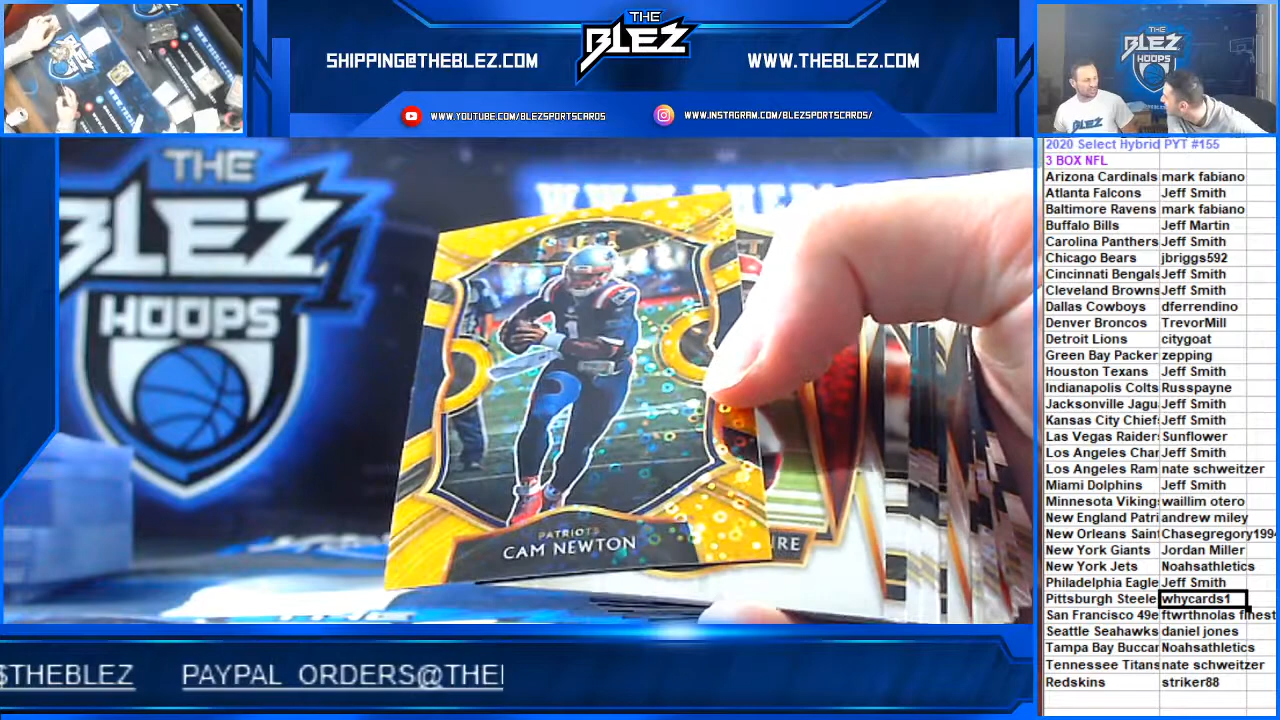 THE
BLEZ
SHIPPING@THEBLEZ.COM
WWW.THEBLEZ.COM
WWW.YOUTUBE.COM/BLEZSPORTSCARDS
WWW.INSTAGRAM.COM/BLEZSPORTSCARDS/
BLEZ
HOOPS
BLEZ
THE
BLEZ
HOOPS
1
PATRIOTS
CAM NEWTON
2020 Select Hybrid PYT #155
3 BOX NFL
Arizona Cardinals mark fabiano
Atlanta Falcons Jeff Smith
Baltimore Ravens mark fabiano
Buffalo Bills Jeff Martin
Carolina Panthers Jeff Smith
Chicago Bears jbriggs592
Cincinnati Bengals Jeff Smith
Cleveland Browns Jeff Smith
Dallas Cowboys dferrendino
Denver Broncos TrevorMill
Detroit Lions citygoat
Green Bay Packer zepping
Houston Texans Jeff Smith
Indianapolis Colts Russpayne
Jacksonville Jagu Jeff Smith
Kansas City Chief Jeff Smith
Las Vegas Raider Sunflower
Los Angeles Char Jeff Smith
Los Angeles Ram nate schweitzer
Miami Dolphins Jeff Smith
Minnesota Viking waillim otero
New England Patri andrew miley
New Orleans Saint Chasegregory1994
New York Giants Jordan Miller
New York Jets Noahsathletics
Philadelphia Eagle Jeff Smith
Pittsburgh Steele whycards1
San Francisco 49e ftwrthnolas finest
Seattle Seahawks daniel jones
Tampa Bay Buccar Noahsathletics
Tennessee Titans nate schweitzer
Redskins striker88
$THEBLEZ PAYPAL ORDERS@THE